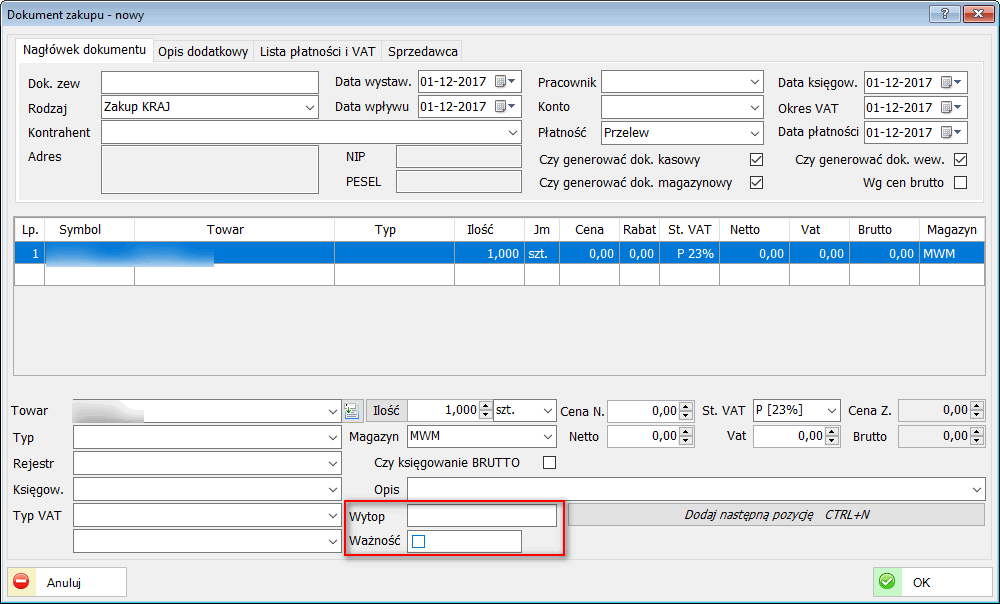 Dokument zakupu - nowy ?
Nagłówek dokumentu Opis dodatkowy Lista płatności i VAT Sprzedawca
Dok. zew Data wystaw. 01-12-2017 Pracownik Data księgow. 01-12-2017
Rodzaj Zakup KRAJ Data wpływu 01-12-2017 Konto Okres VAT 01-12-2017
Kontrahent Płatność Przelew Data płatności 01-12-2017
Adres NIP Czy generować dok. kasowy Czy generować dok. wew.
PESEL Czy generować dok. magazynowy Wg cen brutto
Lp. Symbol Towar Typ Ilość Jm Cena Rabat St. VAT Netto Vat Brutto Magazyn
1 1,000 szt. 0,00 0,00 P 23% 0,00 0,00 0,00 MWM
Towar Ilość 1,000 szt. Cena N. 0,00 St. VAT P [23%] Cena Z. 0,00
Typ Magazyn MWM Netto 0,00 Vat 0,00 Brutto 0,00
Rejestr Czy księgowanie BRUTTO
Księgow. Opis
Typ VAT Wytop Dodaj następną pozycję CTRL+N
Ważność
Anuluj OK